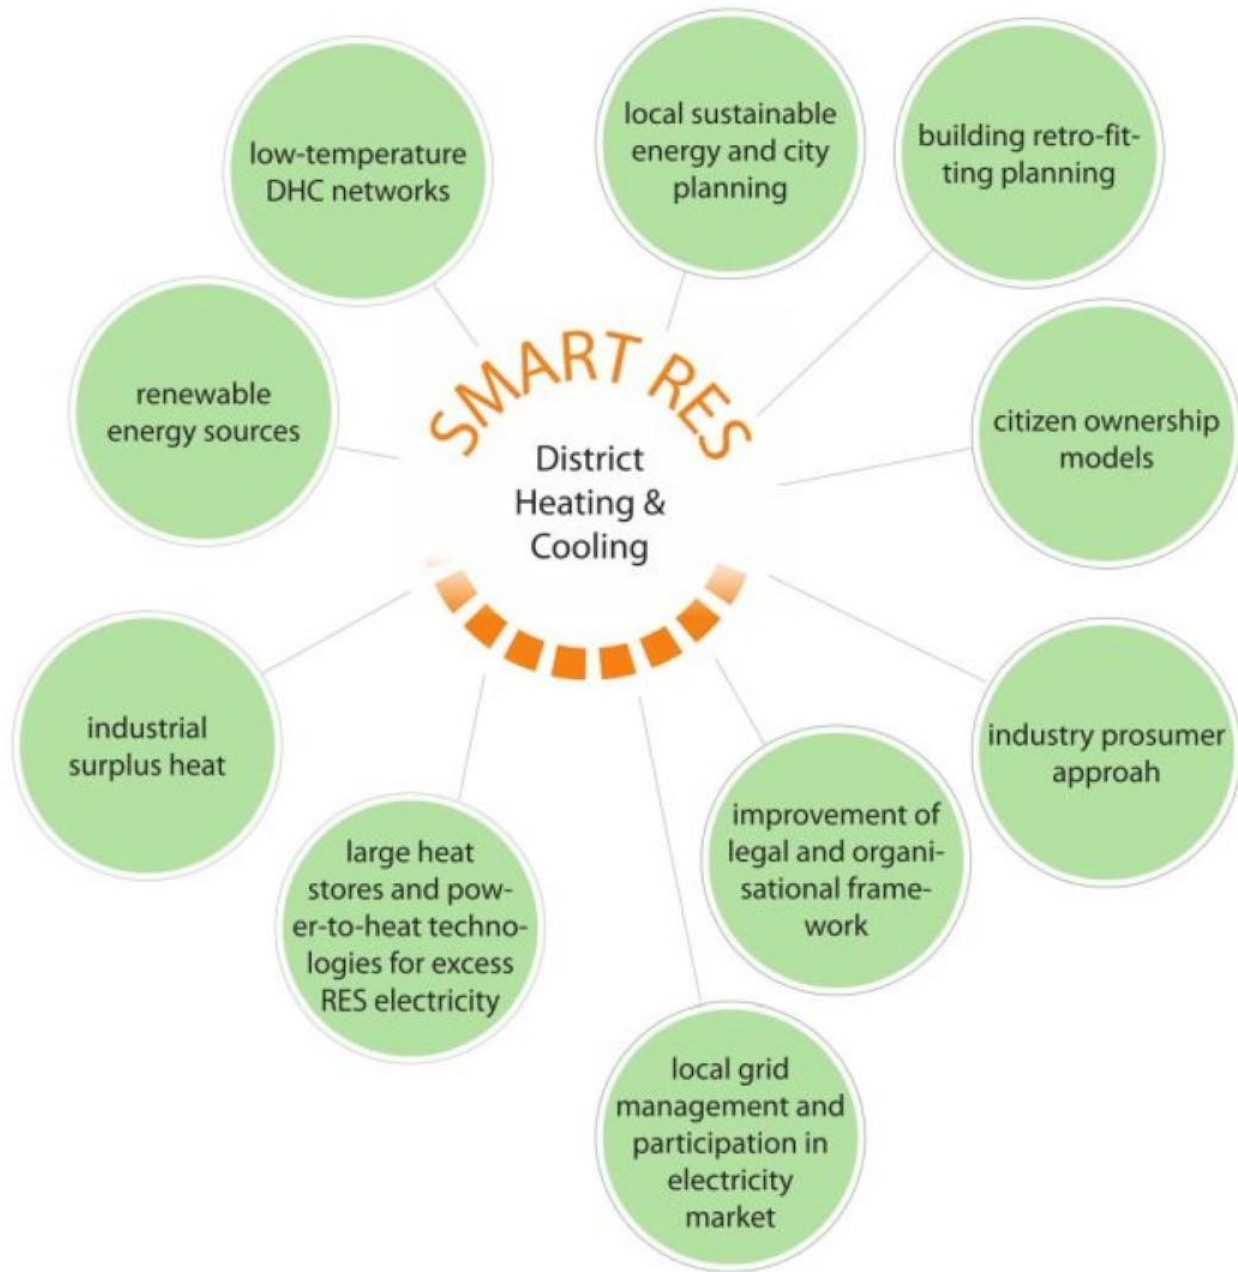 low-temperature
DHC networks
local sustainable
energy and city
planning
building retro-fit-
ting planning
renewable
energy sources
SMART RES
District
Heating &
Cooling
citizen ownership
models
industrial
surplus heat
industry prosumer
approah
large heat
stores and pow-
er-to-heat techno-
logies for excess
RES electricity
improvement of
legal and organi-
sational frame-
work
local grid
management and
participation in
electricity
market